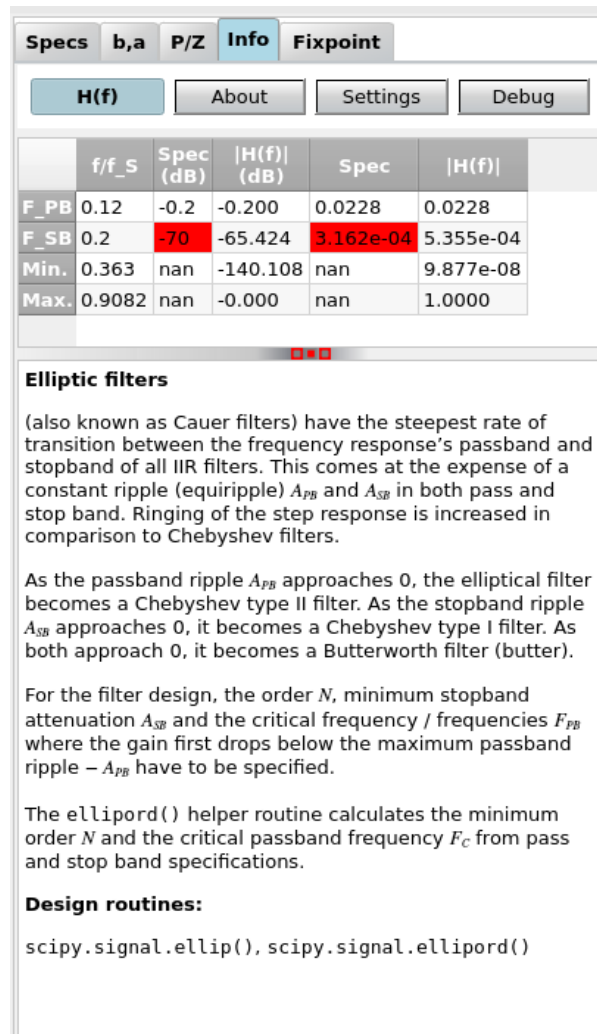 Specs b,a P/Z Info Fixpoint
H(f) About Settings Debug
f/f_S Spec (dB) |H(f)| (dB) Spec |H(f)|
F_PB 0.12 -0.2 -0.200 0.0228 0.0228
F_SB 0.2 -70 -65.424 3.162e-04 5.355e-04
Min. 0.363 nan -140.108 nan 9.877e-08
Max. 0.9082 nan -0.000 nan 1.0000
Elliptic filters
(also known as Cauer filters) have the steepest rate of
transition between the frequency response’s passband and
stopband of all IIR filters. This comes at the expense of a
constant ripple (equiripple) A_PB and A_SB in both pass and
stop band. Ringing of the step response is increased in
comparison to Chebyshev filters.
As the passband ripple A_PB approaches 0, the elliptical filter
becomes a Chebyshev type II filter. As the stopband ripple
A_SB approaches 0, it becomes a Chebyshev type I filter. As
both approach 0, it becomes a Butterworth filter (butter).
For the filter design, the order N, minimum stopband
attenuation A_SB and the critical frequency / frequencies F_PB
where the gain first drops below the maximum passband
ripple − A_PB have to be specified.
The ellipord() helper routine calculates the minimum
order N and the critical passband frequency F_C from pass
and stop band specifications.
Design routines:
scipy.signal.ellip(), scipy.signal.ellipord()